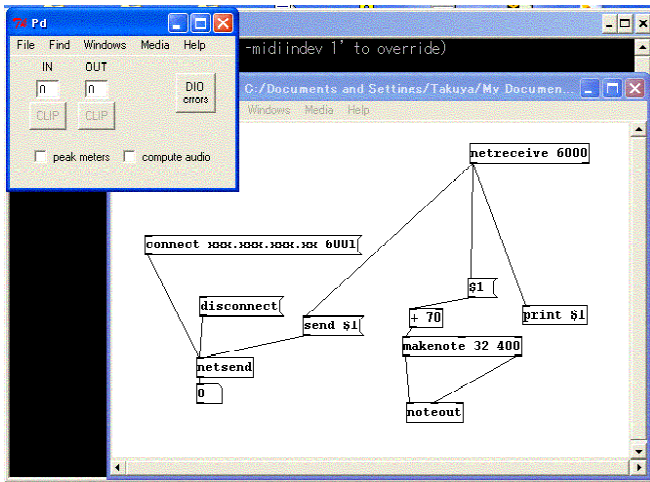 Pd
File Find Windows Media Help
IN OUT
0 0
DIO
errors
CLIP CLIP
peak meters compute audio
-midiindev 1' to override)
C:/Documents and Settings/Takuya/My Documen...
Windows Media Help
netreceive 6000
connect xxx.xxx.xxx.xx 6001
$1
disconnect
+ 70
print $1
send $1
makenote 32 400
netsend
0
noteout